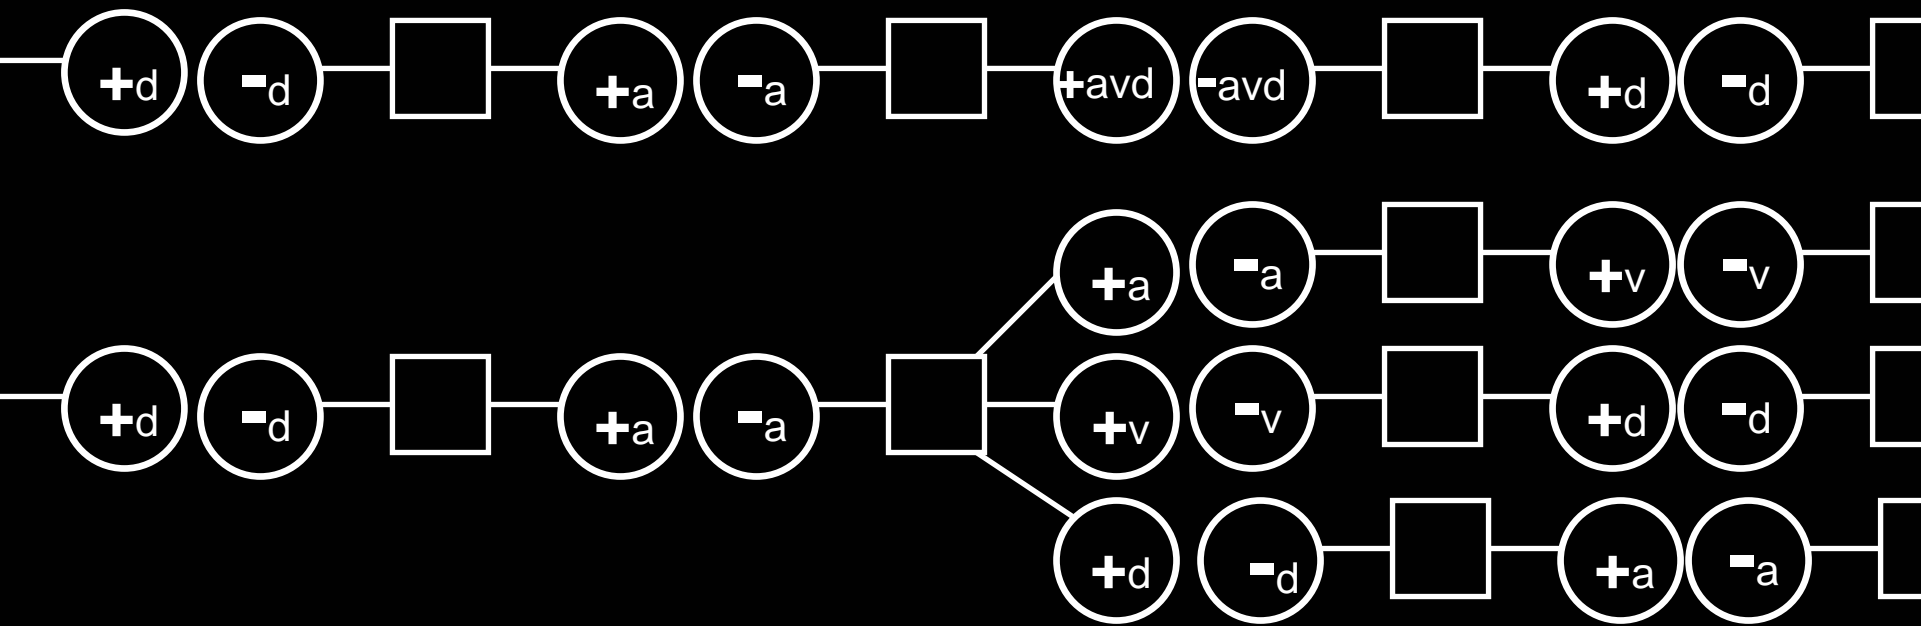 +d -d +a -a +avd -avd +d -d
+a -a +v -v
+d -d +a -a +v -v +d -d
+d -d +a -a